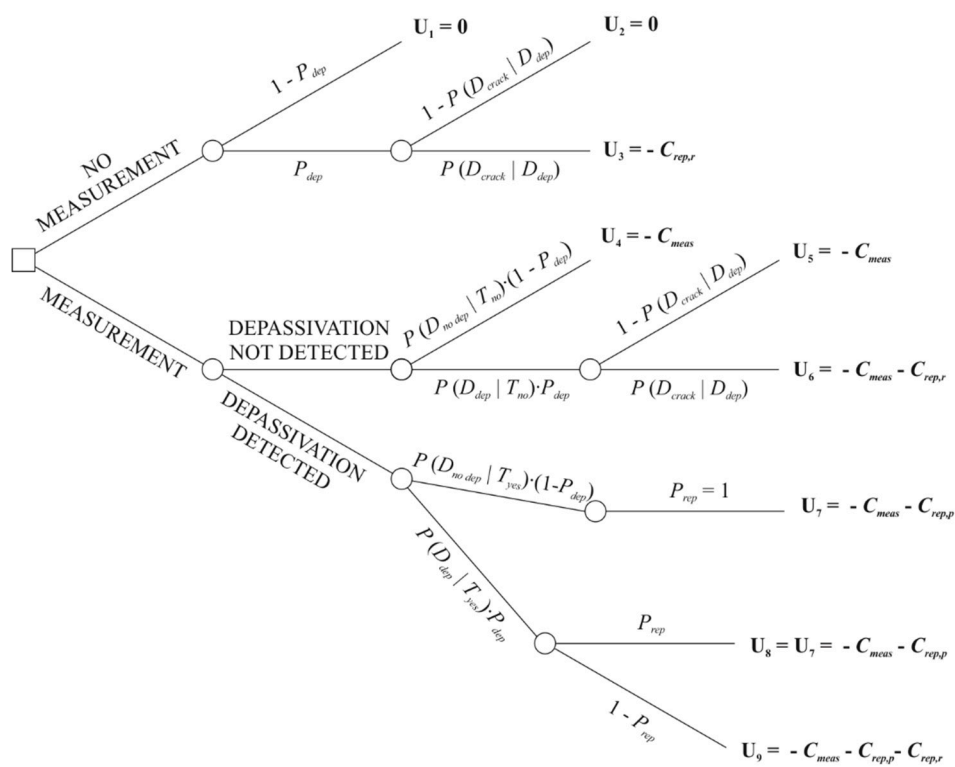 U₁ = 0
U₂ = 0
1 - P_dep
1 - P (D_crack | D_dep)
NO
MEASUREMENT
P_dep
P (D_crack | D_dep)
U₃ = - C_rep,r
MEASUREMENT
DEPASSIVATION
NOT DETECTED
P (D_no dep | T_no)·(1 - P_dep)
U₄ = - C_meas
1 - P (D_crack | D_dep)
U₅ = - C_meas
P (D_dep | T_no)·P_dep
P (D_crack | D_dep)
U₆ = - C_meas - C_rep,r
DEPASSIVATION
DETECTED
P (D_no dep | T_yes)·(1-P_dep)
P_rep = 1
U₇ = - C_meas - C_rep,p
P (D_dep | T_yes)·P_dep
P_rep
U₈ = U₇ = - C_meas - C_rep,p
1 - P_rep
U₉ = - C_meas - C_rep,p - C_rep,r